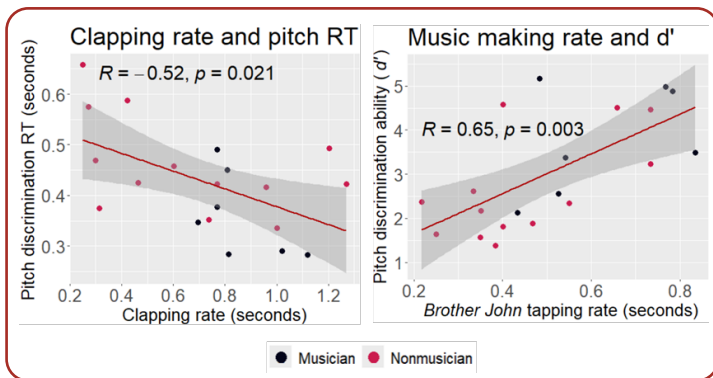 Clapping rate and pitch RT
R = −0.52, p = 0.021
Pitch discrimination RT (seconds)
0.6
0.5
0.4
0.3
0.2 0.4 0.6 0.8 1.0 1.2
Clapping rate (seconds)
Music making rate and d'
R = 0.65, p = 0.003
Pitch discrimination ability ( d')
5
4
3
2
1
0.2 0.4 0.6 0.8
Brother John tapping rate (seconds)
Musician Nonmusician